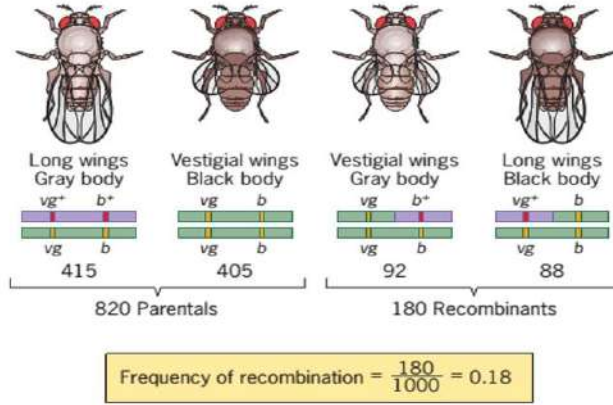 Long wings Vestigial wings Vestigial wings Long wings
Gray body Black body Gray body Black body
vg+ b+ vg b vg b+ vg+ b
vg b vg b vg b vg b
415 405 92 88
820 Parentals 180 Recombinants
Frequency of recombination = 180/1000 = 0.18